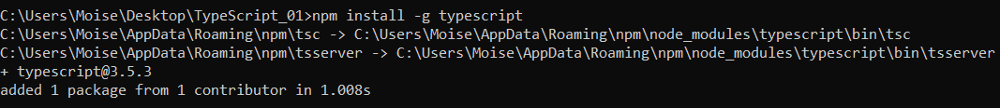 C:\Users\Moise\Desktop\TypeScript_01>npm install -g typescript
C:\Users\Moise\AppData\Roaming\npm\tsc -> C:\Users\Moise\AppData\Roaming\npm\node_modules\typescript\bin\tsc
C:\Users\Moise\AppData\Roaming\npm\tsserver -> C:\Users\Moise\AppData\Roaming\npm\node_modules\typescript\bin\tsserver
+ typescript@3.5.3
added 1 package from 1 contributor in 1.008s